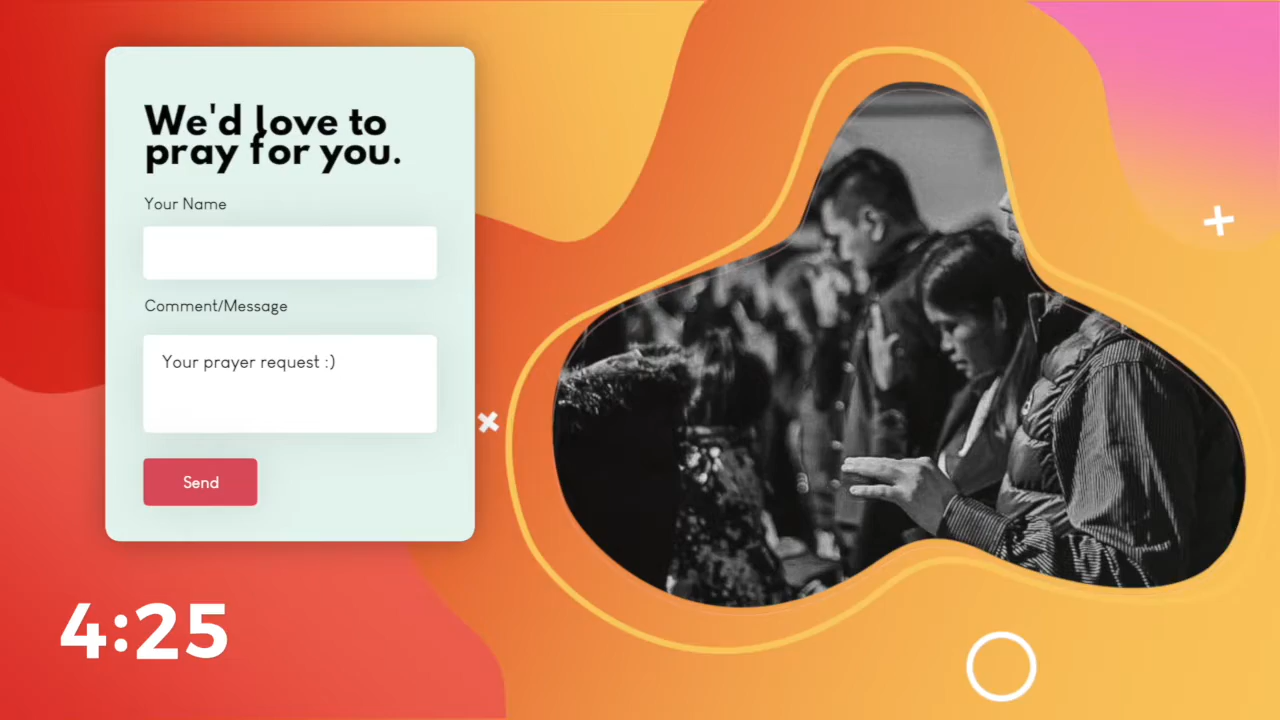 We'd love to
pray for you.
Your Name
Comment/Message
Your prayer request :)
Send
4:25